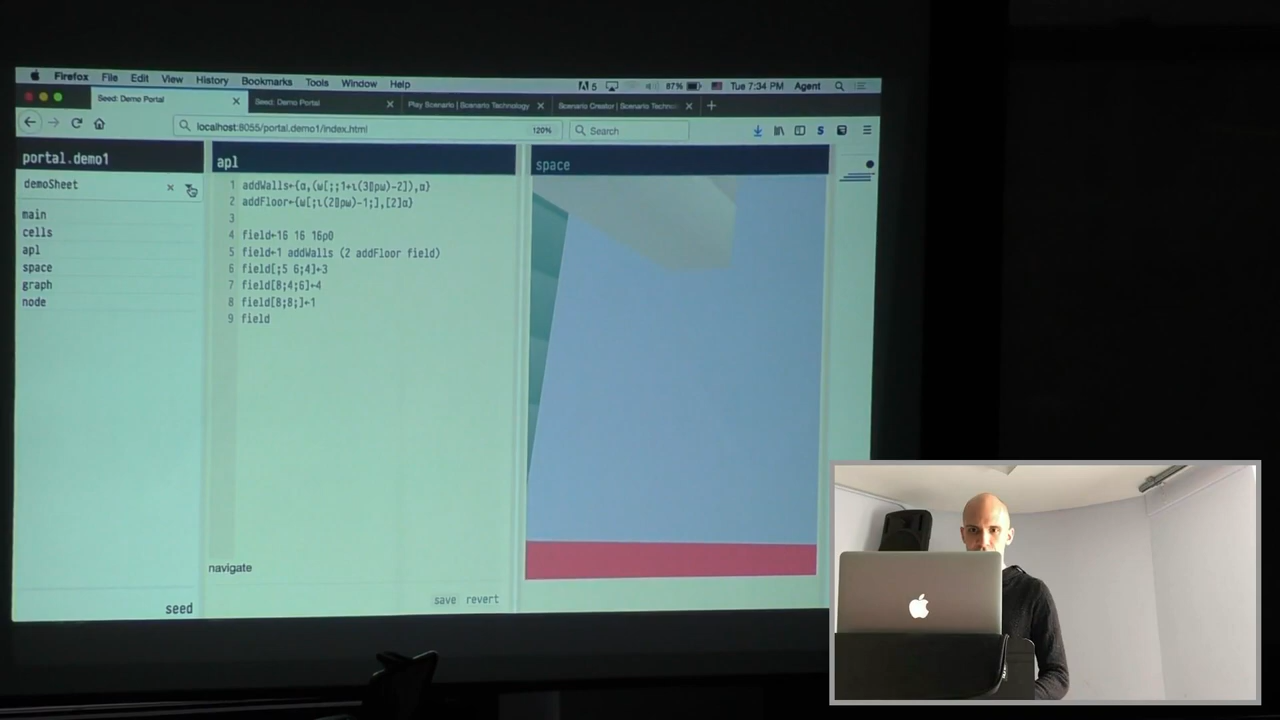 Firefox File Edit View History Bookmarks Tools Window Help 5 87% Tue 7:34 PM Agent
Seed: Demo Portal Seed: Demo Portal Play Scenario | Scenario Technology Scenario Creator | Scenario Technol
localhost:8055/portal.demo1/index.html 120% Search S
portal.demo1
demoSheet
main
cells
apl
space
graph
node
seed
apl
1 addWalls←{⍺,(⍵[;;1+⍳(3⌷⍴⍵)-2]),⍺}
2 addFloor←{⍵[;⍳(2⌷⍴⍵)-1;],[2]⍺}
3
4 field←16 16 16⍴0
5 field←1 addWalls (2 addFloor field)
6 field[;5 6;4]←3
7 field[8;4;6]←4
8 field[8;8;]←1
9 field
navigate
save revert
space